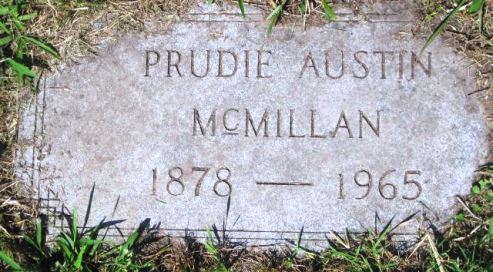 PRUDIE AUSTIN
McMILLAN
1878 — 1965